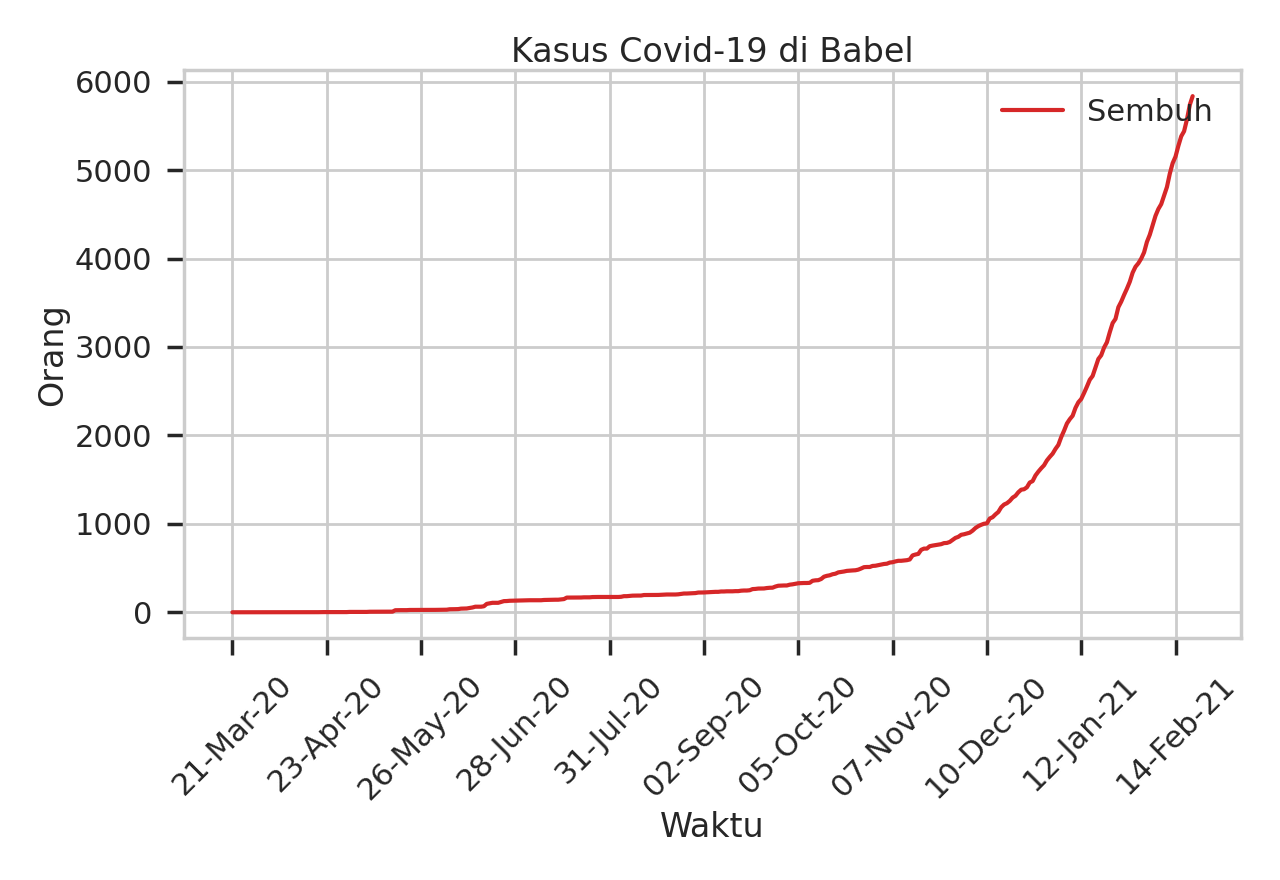 Kasus Covid-19 di Babel
Sembuh
6000
5000
4000
3000
2000
1000
0
Orang
21-Mar-20
23-Apr-20
26-May-20
28-Jun-20
31-Jul-20
02-Sep-20
05-Oct-20
07-Nov-20
10-Dec-20
12-Jan-21
14-Feb-21
Waktu